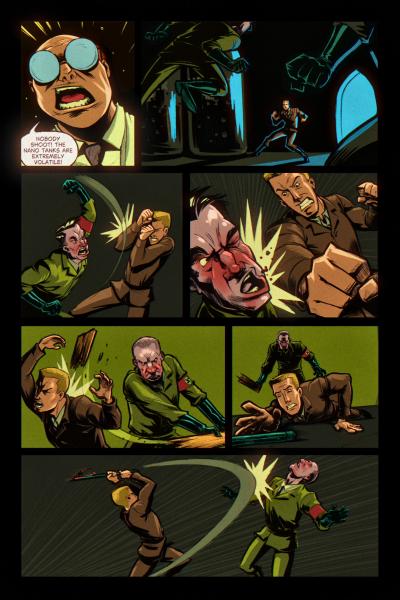 NOBODY
SHOOT! THE
NANO TANKS ARE
EXTREMELY
VOLATILE!